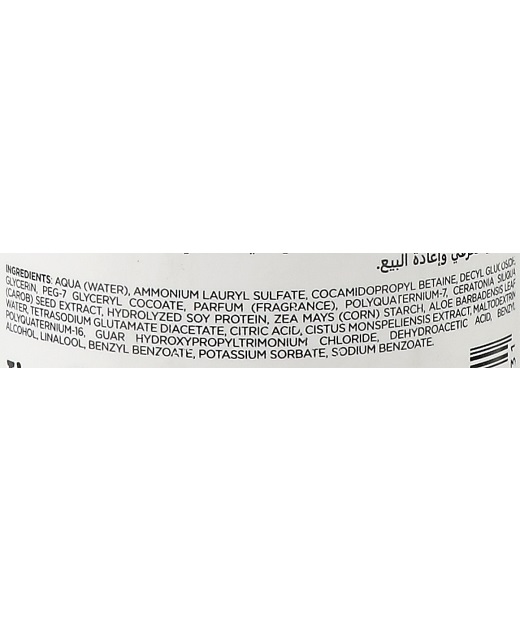 وإعادة البيع.
INGREDIENTS: AQUA (WATER), AMMONIUM LAURYL SULFATE, COCAMIDOPROPYL BETAINE, DECYL GLUCOSIDE,
GLYCERIN, PEG-7 GLYCERYL COCOATE, PARFUM (FRAGRANCE), POLYQUATERNIUM-7, CERATONIA SILIQUA
(CAROB) SEED EXTRACT, HYDROLYZED SOY PROTEIN, ZEA MAYS (CORN) STARCH, ALOE BARBADENSIS LEAF
WATER, TETRASODIUM GLUTAMATE DIACETATE, CITRIC ACID, CISTUS MONSPELIENSIS EXTRACT, MALTODEXTRIN,
POLYQUATERNIUM-16, GUAR HYDROXYPROPYLTRIMONIUM CHLORIDE, DEHYDROACETIC ACID, BENZYL
ALCOHOL, LINALOOL, BENZYL BENZOATE, POTASSIUM SORBATE, SODIUM BENZOATE.